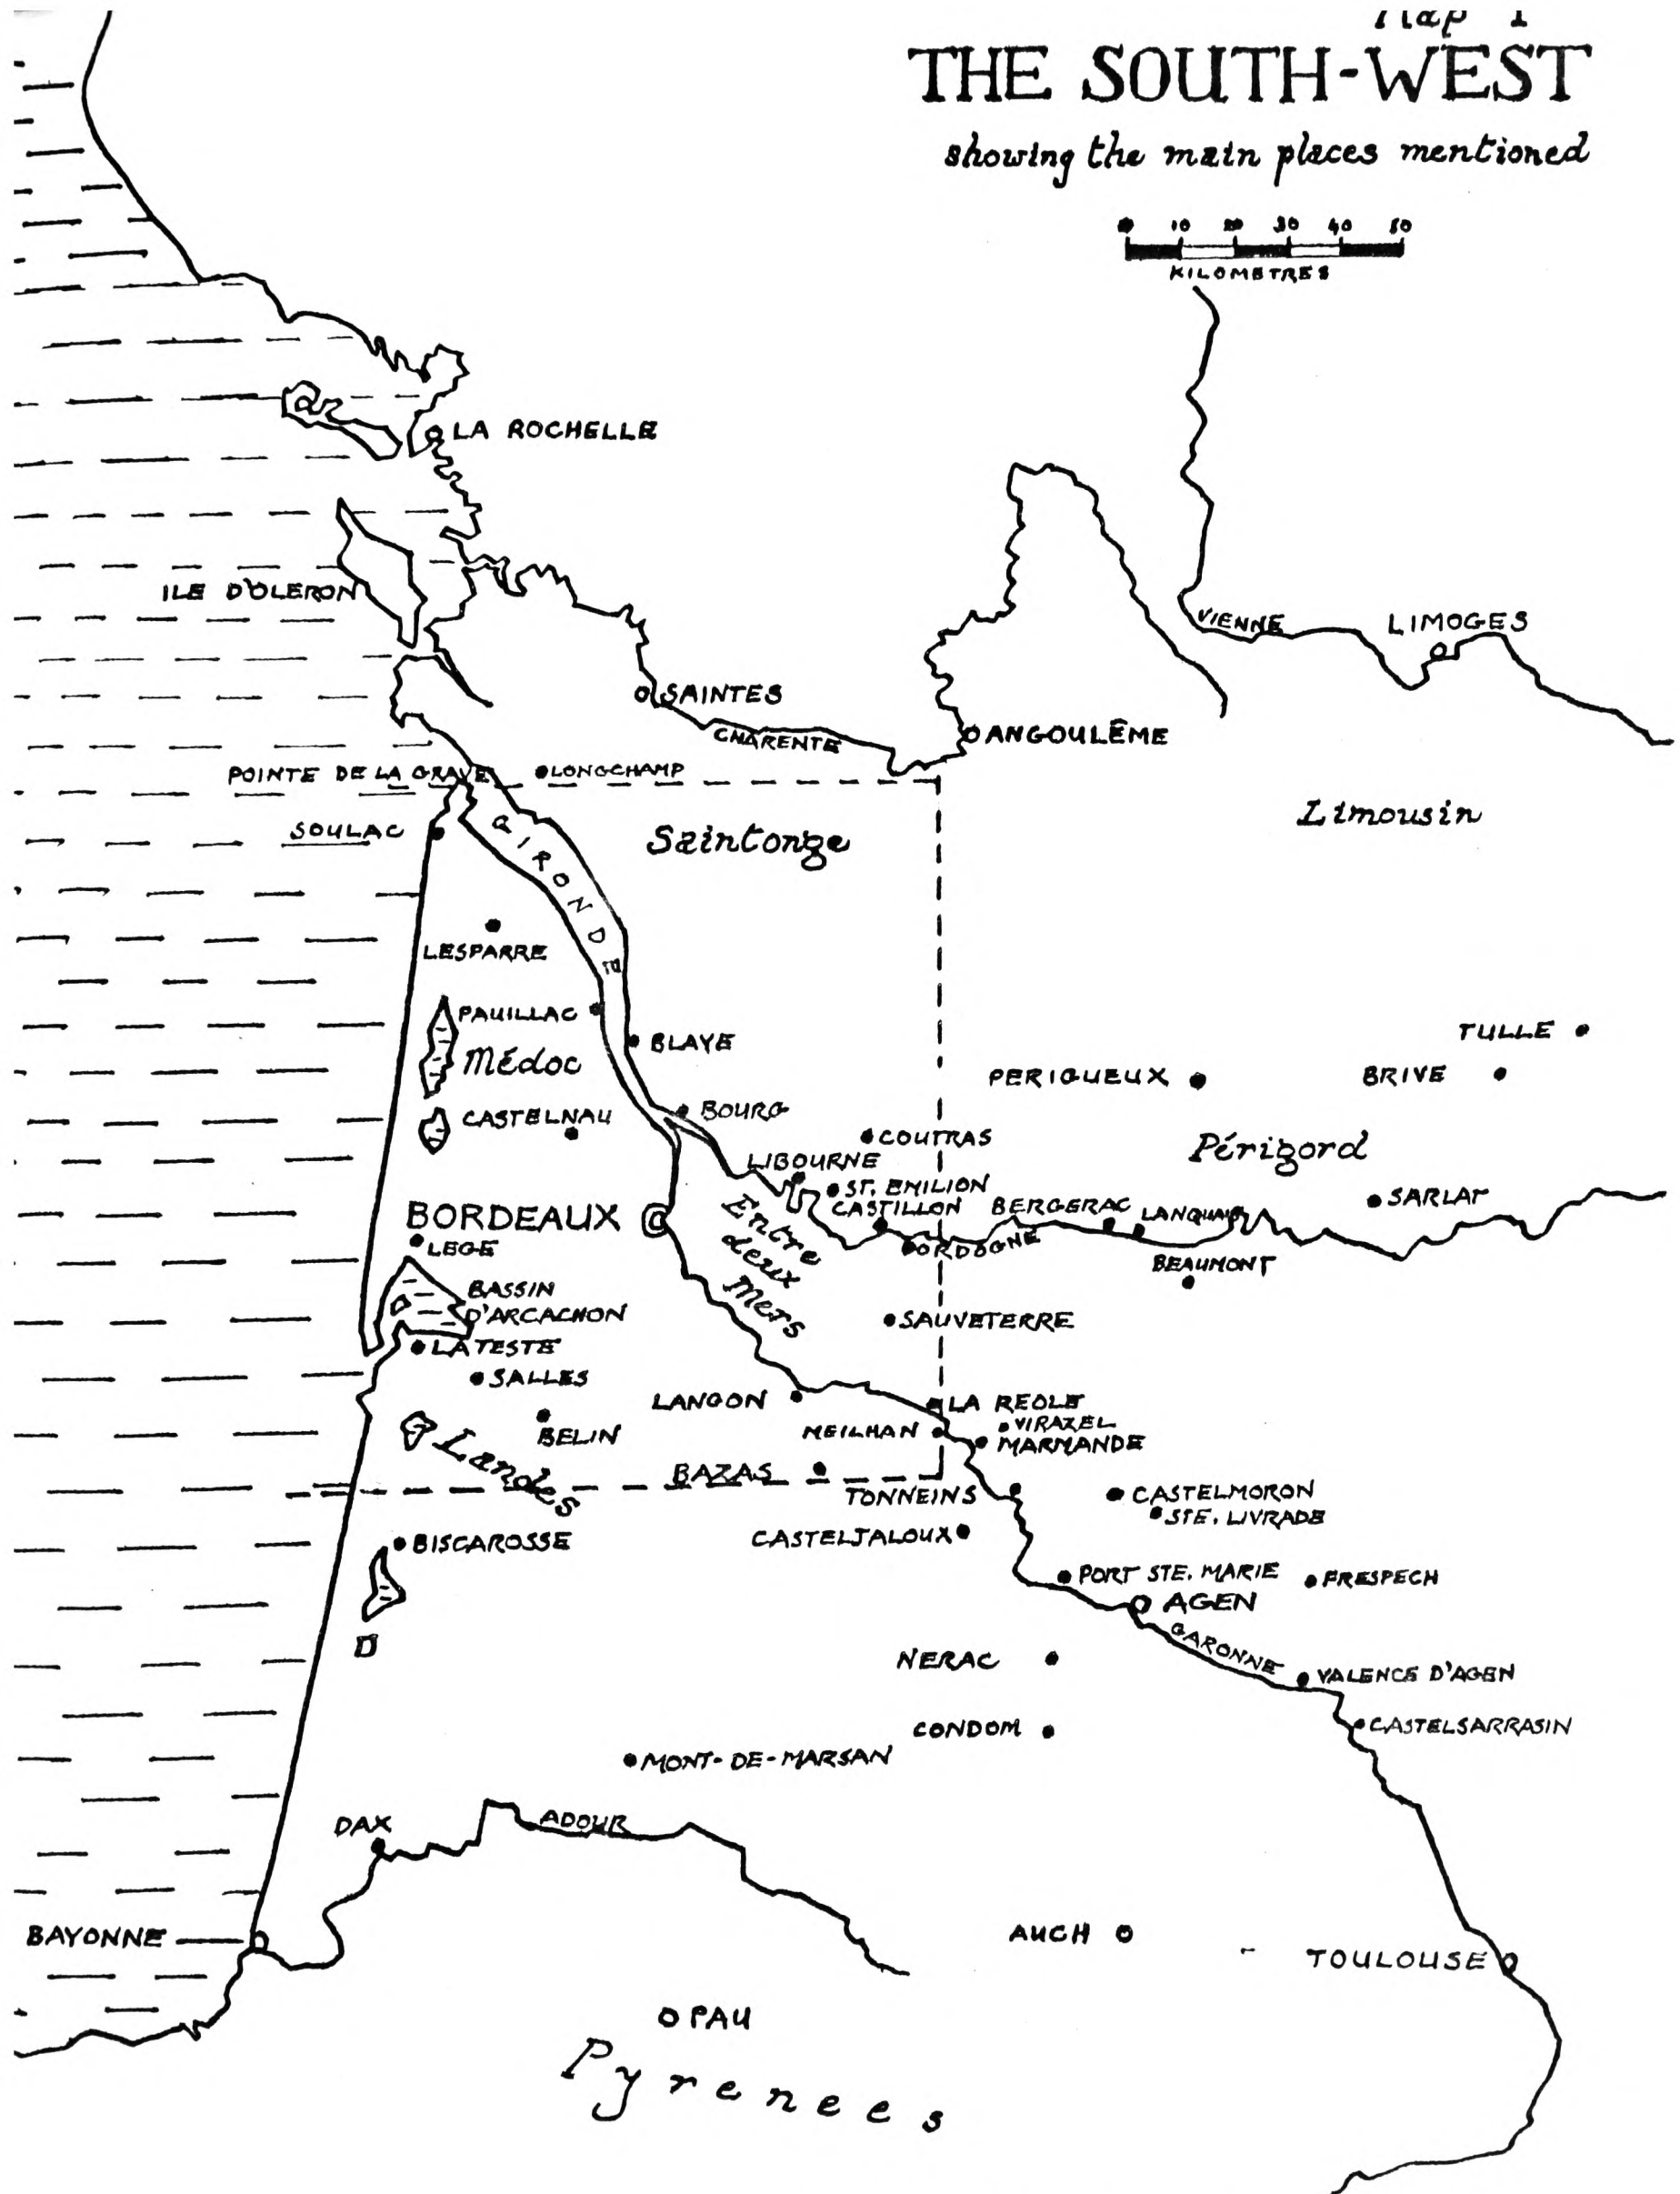 Map 1
THE SOUTH-WEST
showing the main places mentioned
0 10 20 30 40 50
KILOMETRES
LA ROCHELLE
ILE D'OLERON
VIENNE
LIMOGES
SAINTES
CHARENTE
ANGOULÊME
POINTE DE LA GRAVE
LONGCHAMP
Limousin
SOULAC
GIRONDE
Saintonge
LESPARRE
PAUILLAC
TULLE
BLAYE
Médoc
PERIGUEUX
BRIVE
CASTELNAU
BOURG
COUTRAS
Périgord
LIBOURNE
ST. EMILION
SARLAT
CASTILLON
BERGERAC
LANQUAIS
BORDEAUX
Entre
deux
Mers
DORDOGNE
LEGE
BEAUMONT
BASSIN
D'ARCACHON
SAUVETERRE
LA TESTE
SALLES
LANGON
LA REOLE
VIRAZEL
BELIN
MEILHAN
MARMANDE
Landes
BAZAS
TONNEINS
CASTELMORON
STE. LIVRADE
BISCAROSSE
CASTELJALOUX
PORT STE. MARIE
FRESPECH
AGEN
GARONNE
NERAC
VALENCE D'AGEN
CONDOM
CASTELSARRASIN
MONT-DE-MARSAN
DAX
ADOUR
BAYONNE
AUCH
TOULOUSE
PAU
Pyrenees